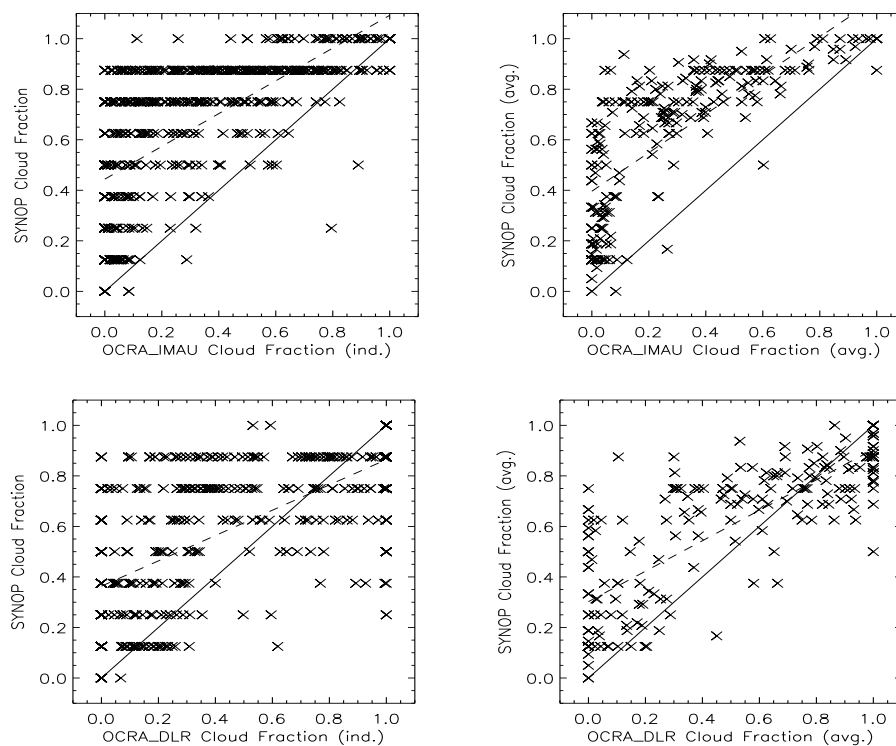 1.0
0.8
0.6
0.4
0.2
0.0
SYNOP Cloud Fraction
0.0 0.2 0.4 0.6 0.8 1.0
OCRA_IMAU Cloud Fraction (ind.)
1.0
0.8
0.6
0.4
0.2
0.0
SYNOP Cloud Fraction (avg.)
0.0 0.2 0.4 0.6 0.8 1.0
OCRA_IMAU Cloud Fraction (avg.)
1.0
0.8
0.6
0.4
0.2
0.0
SYNOP Cloud Fraction
0.0 0.2 0.4 0.6 0.8 1.0
OCRA_DLR Cloud Fraction (ind.)
1.0
0.8
0.6
0.4
0.2
0.0
SYNOP Cloud Fraction (avg.)
0.0 0.2 0.4 0.6 0.8 1.0
OCRA_DLR Cloud Fraction (avg.)